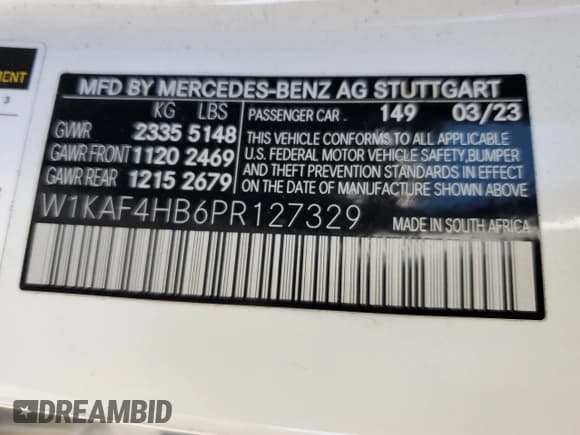 MENT
3
MFD BY MERCEDES-BENZ AG STUTTGART
KG LBS
PASSENGER CAR 149 03/23
GVWR 2335 5148
GAWR FRONT 1120 2469
GAWR REAR 1215 2679
THIS VEHICLE CONFORMS TO ALL APPLICABLE
U.S. FEDERAL MOTOR VEHICLE SAFETY, BUMPER
AND THEFT PREVENTION STANDARDS IN EFFECT
ON THE DATE OF MANUFACTURE SHOWN ABOVE.
W1KAF4HB6PR127329
MADE IN SOUTH AFRICA
DREAMBID